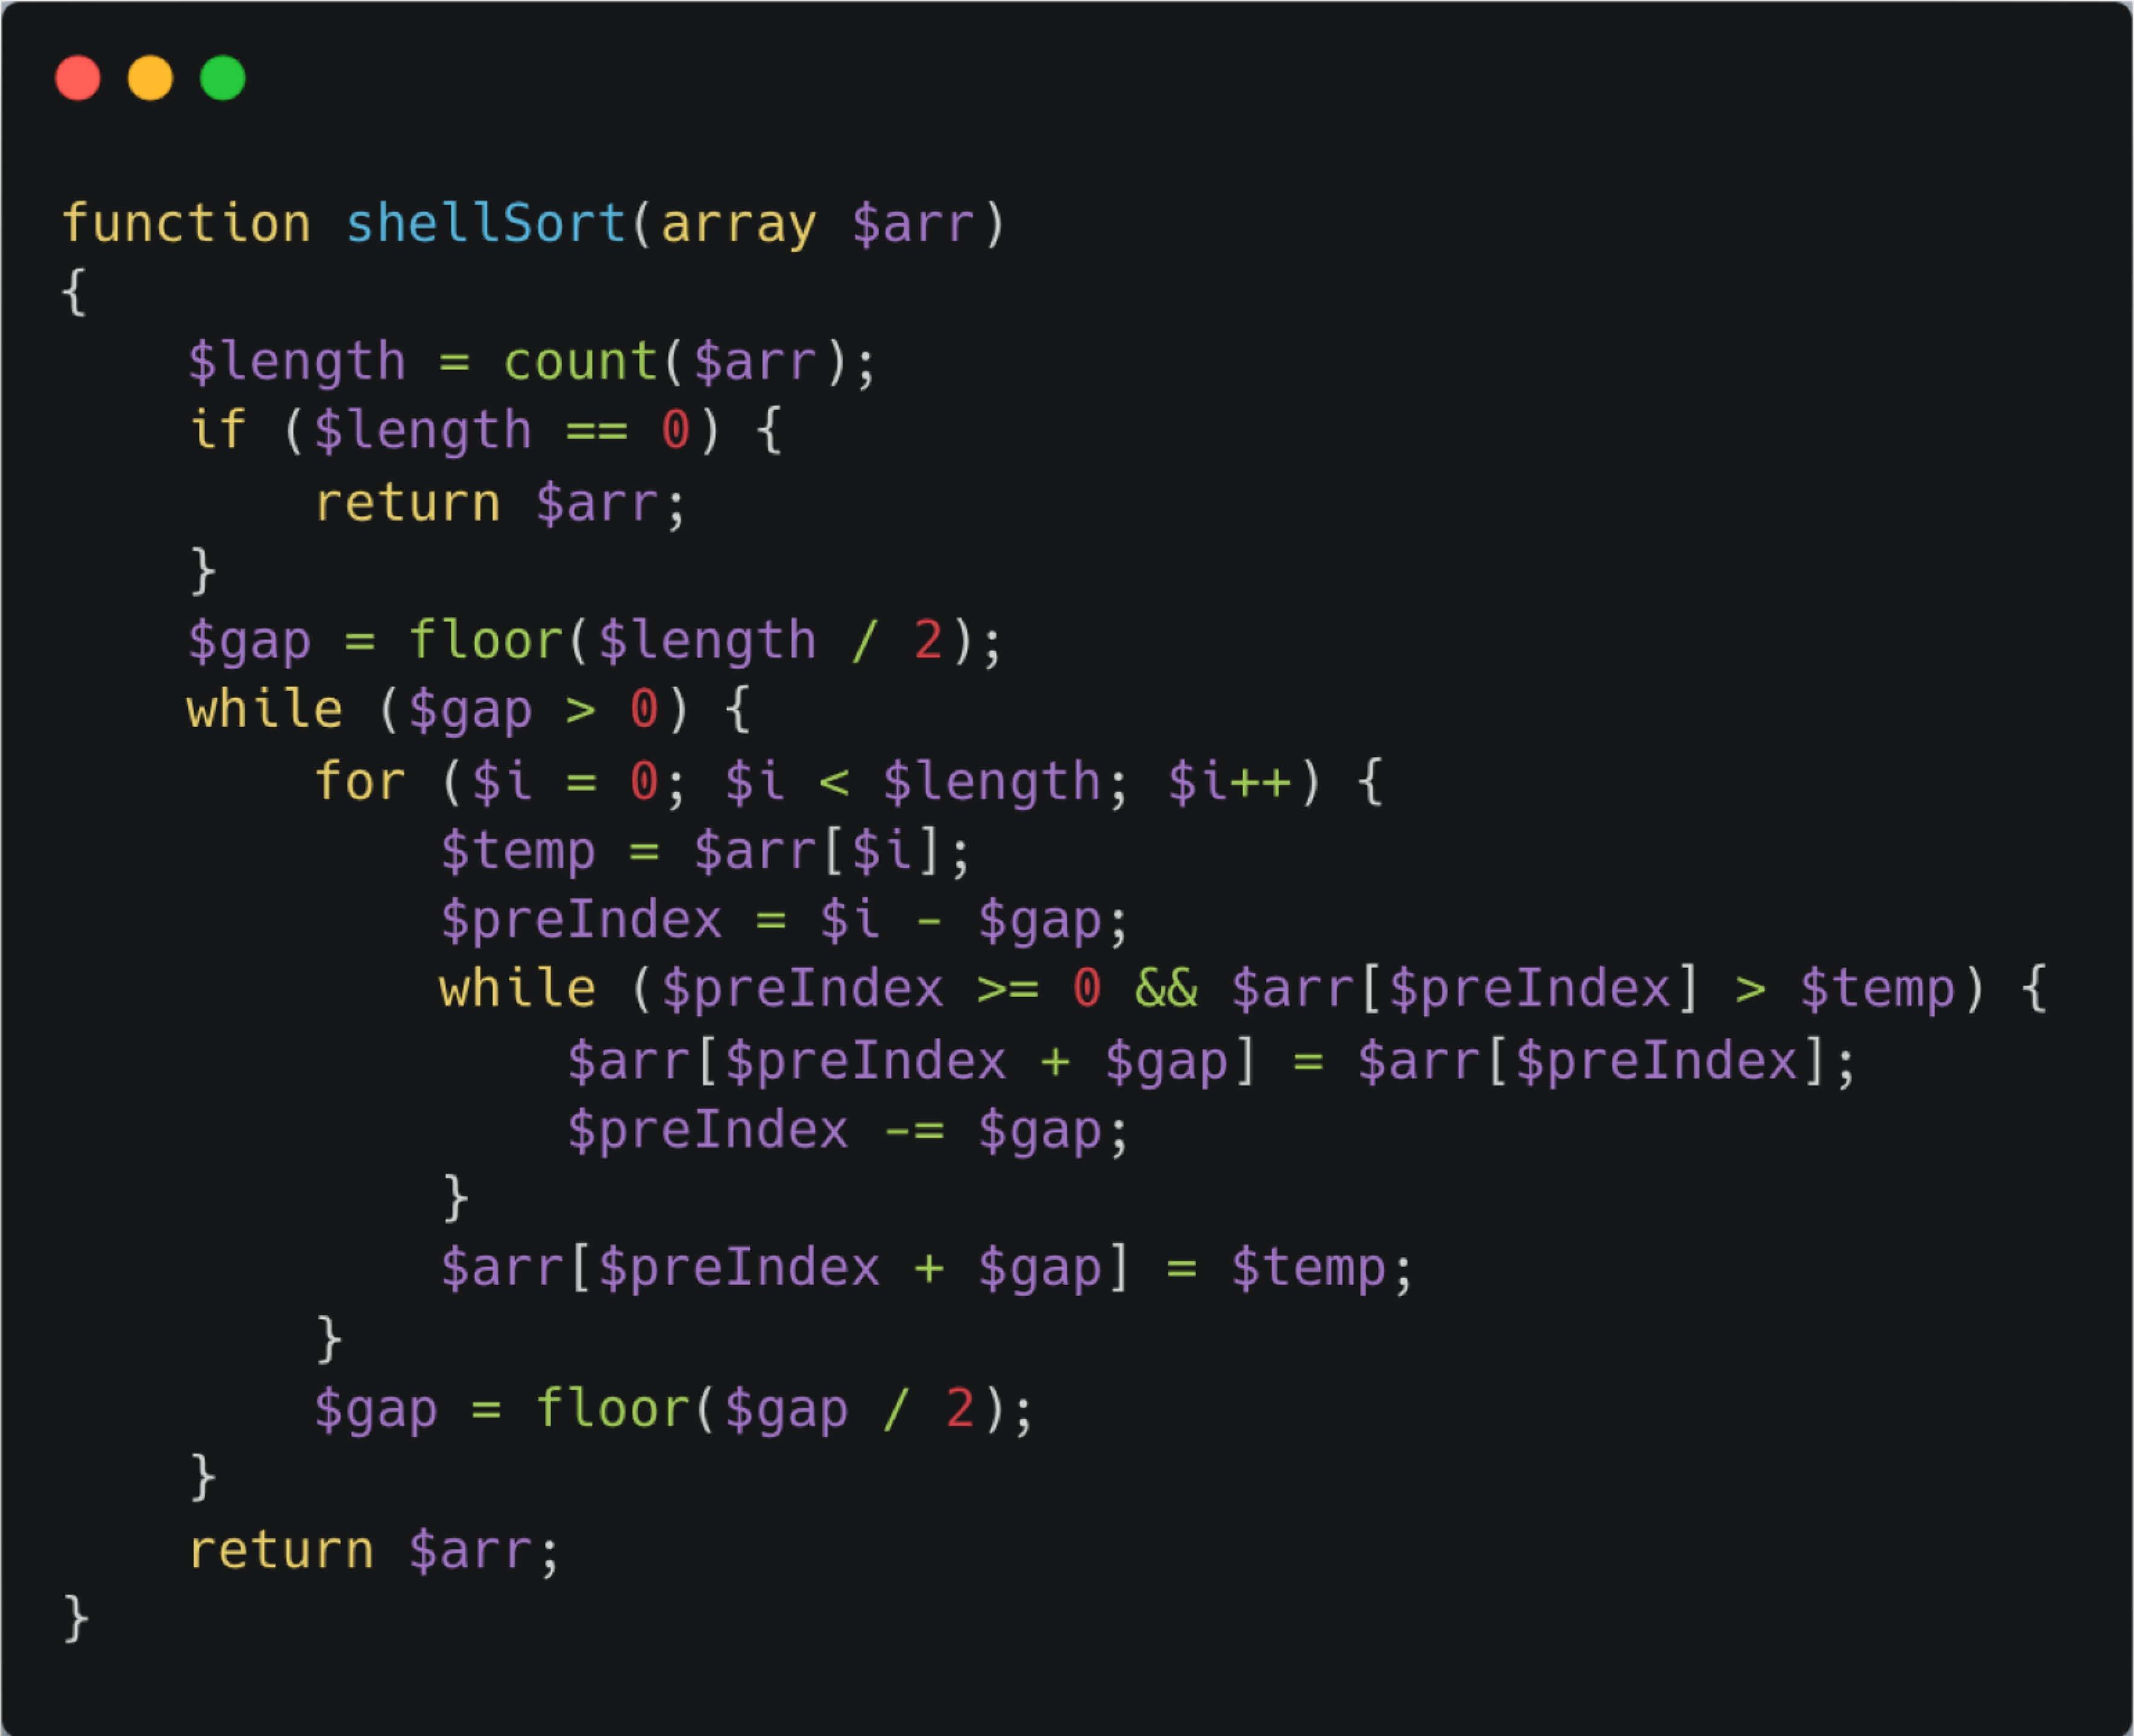 function shellSort(array $arr)
{
    $length = count($arr);
    if ($length == 0) {
        return $arr;
    }
    $gap = floor($length / 2);
    while ($gap > 0) {
        for ($i = 0; $i < $length; $i++) {
            $temp = $arr[$i];
            $preIndex = $i - $gap;
            while ($preIndex >= 0 && $arr[$preIndex] > $temp) {
                $arr[$preIndex + $gap] = $arr[$preIndex];
                $preIndex -= $gap;
            }
            $arr[$preIndex + $gap] = $temp;
        }
        $gap = floor($gap / 2);
    }
    return $arr;
}